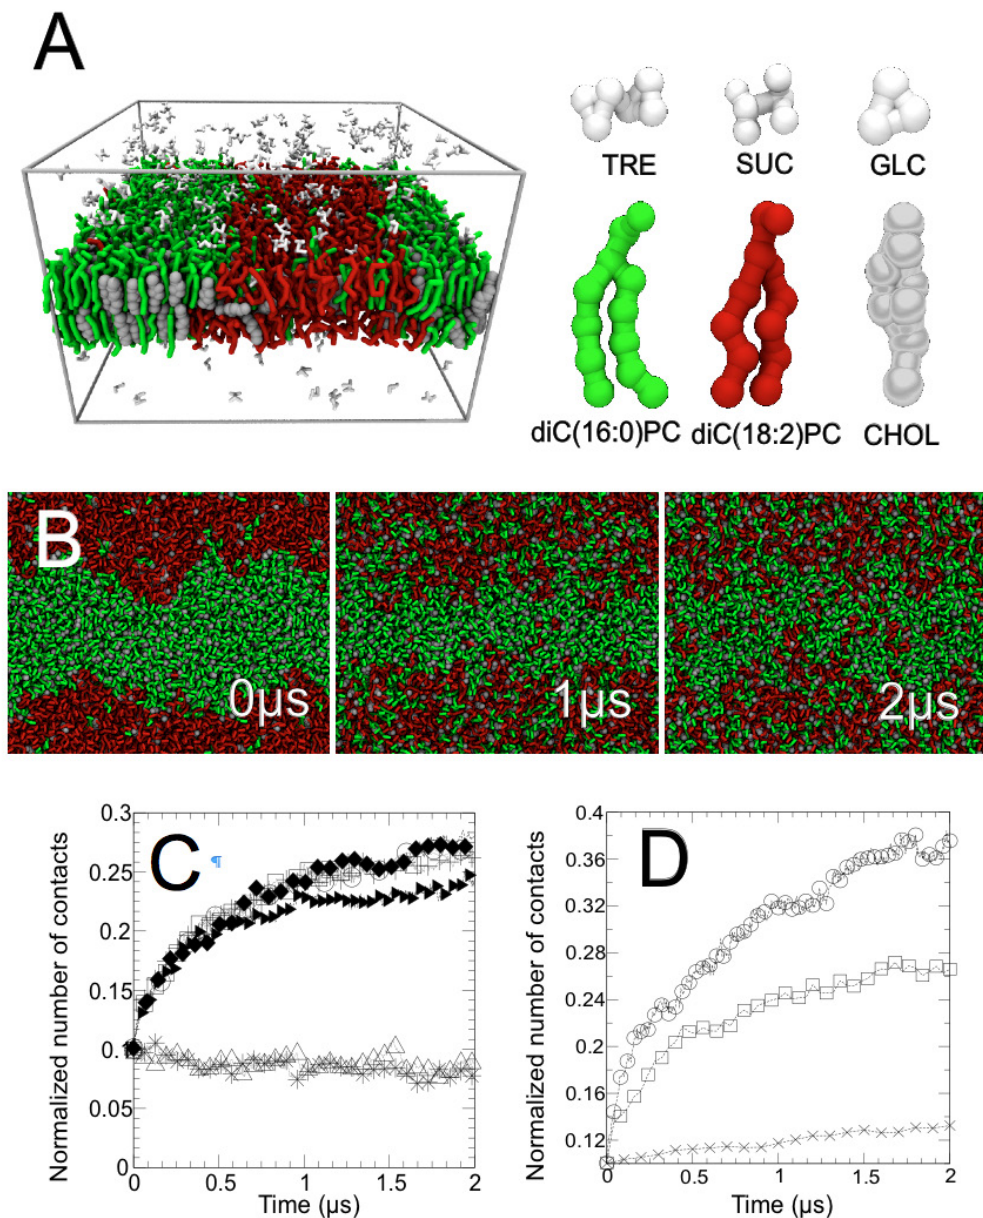 A
TRE SUC GLC
diC(16:0)PC diC(18:2)PC CHOL
B
0µs 1µs 2µs
C ¶
Normalized number of contacts
0.3
0.25
0.2
0.15
0.1
0.05
0
0 0.5 1 1.5 2
Time (µs)
D
Normalized number of contacts
0.4
0.36
0.32
0.28
0.24
0.2
0.16
0.12
0 0.5 1 1.5 2
Time (µs)